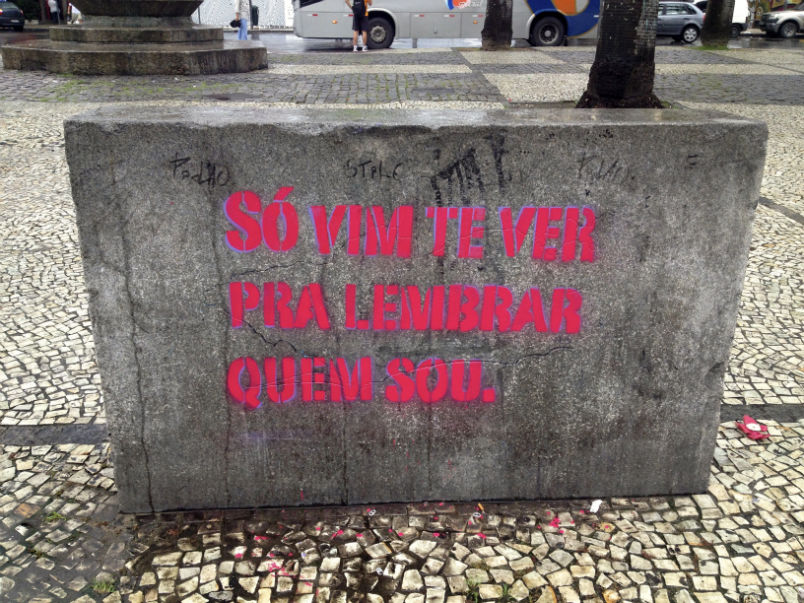 SÓ VIM TE VER
PRA LEMBRAR
QUEM SOU.